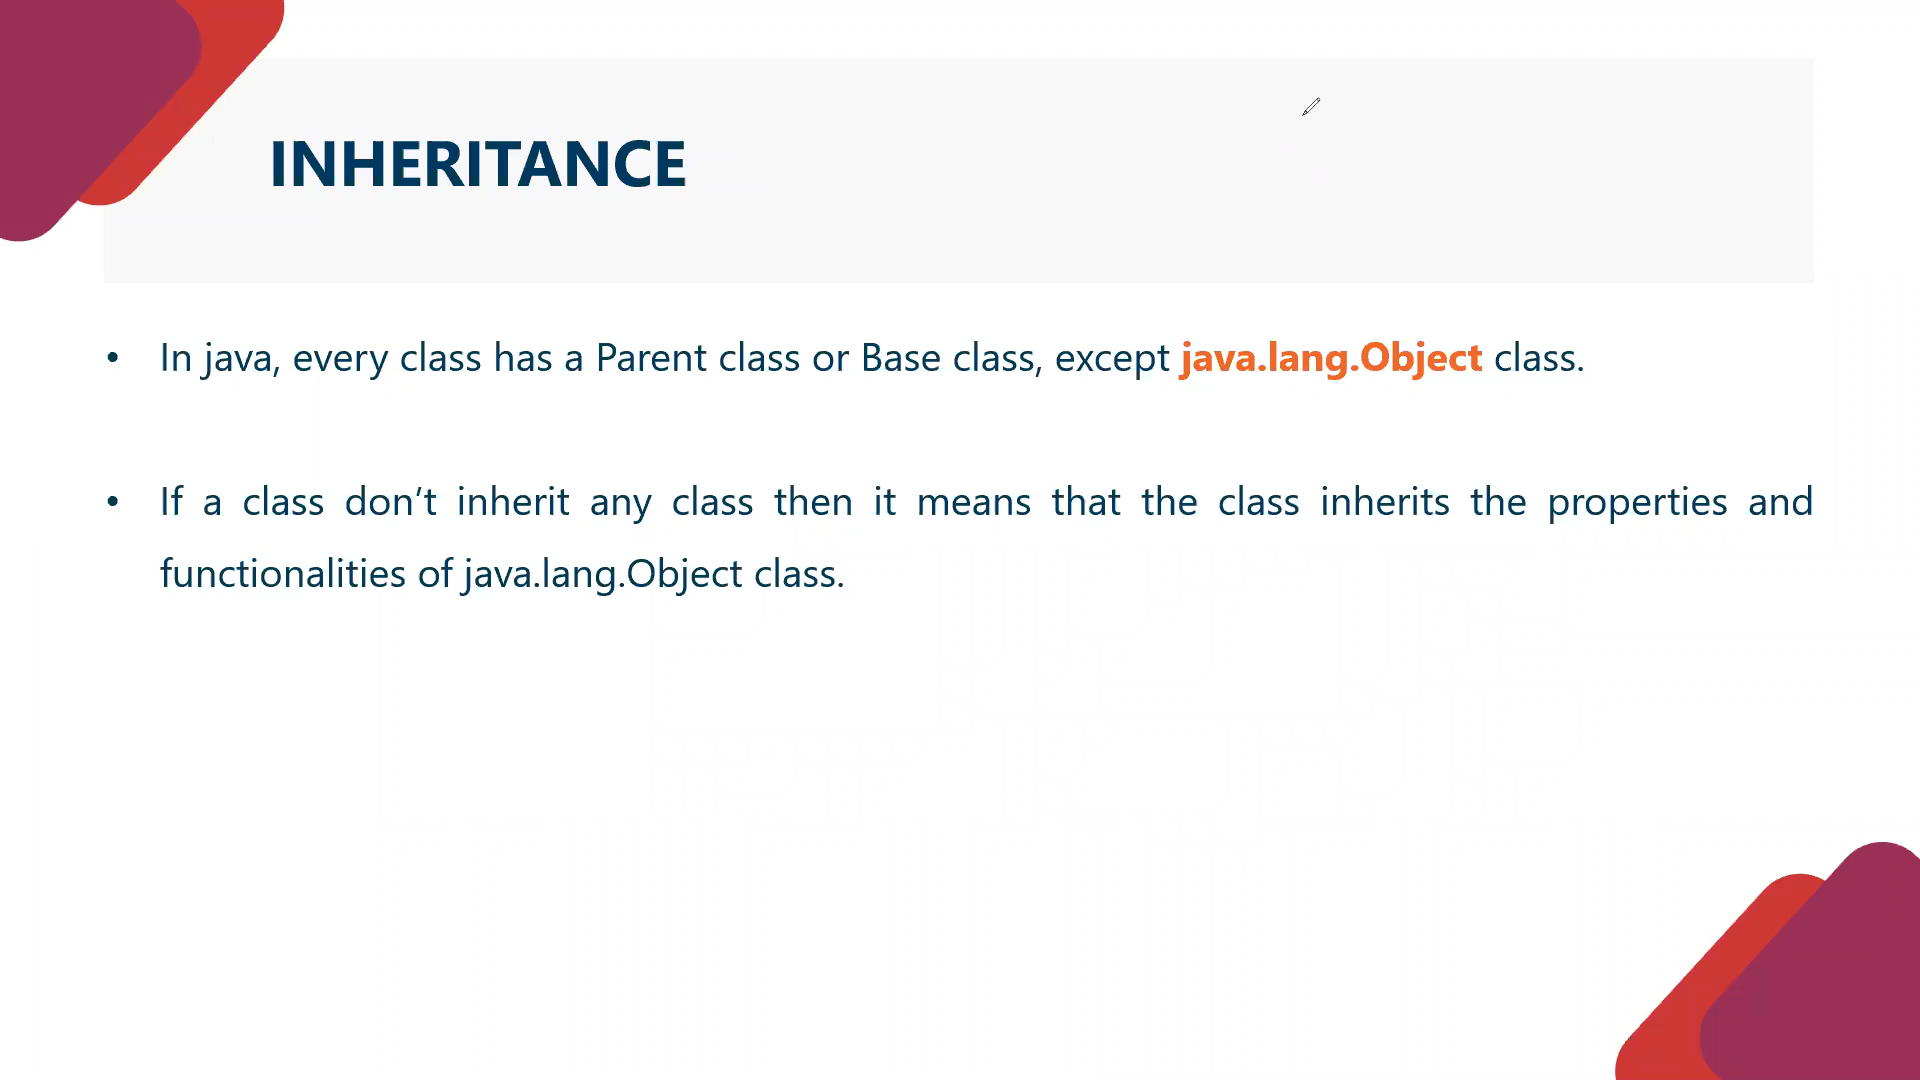 INHERITANCE
• In java, every class has a Parent class or Base class, except java.lang.Object class.
• If a class don’t inherit any class then it means that the class inherits the properties and
functionalities of java.lang.Object class.